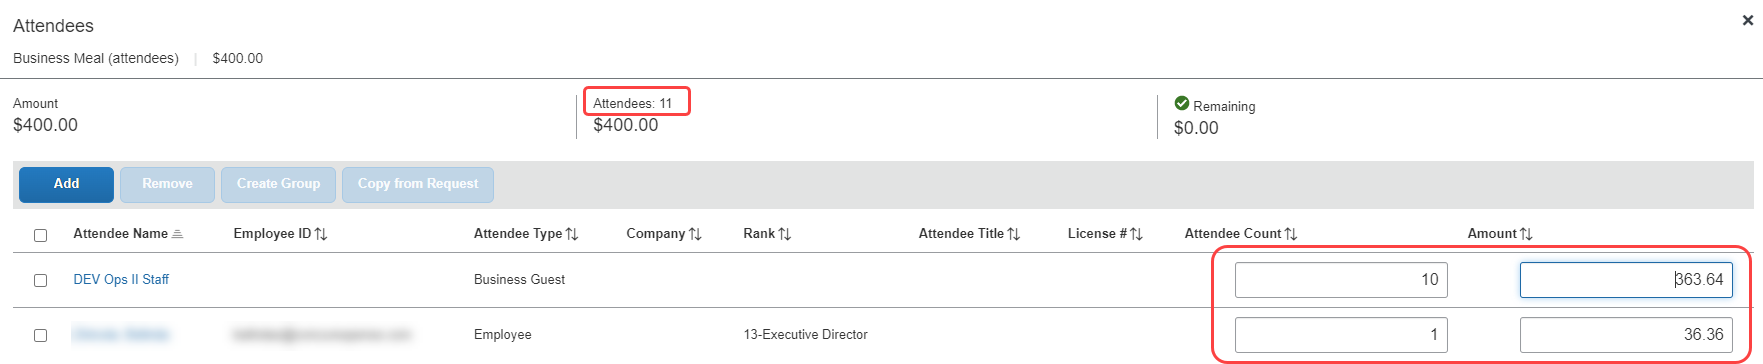 Attendees
Business Meal (attendees) | $400.00
Amount
$400.00
Attendees: 11
$400.00
Remaining
$0.00
Add Remove Create Group Copy from Request
Attendee Name Employee ID Attendee Type Company Rank Attendee Title License # Attendee Count Amount
DEV Ops II Staff Business Guest 10 363.64
Employee 13-Executive Director 1 36.36